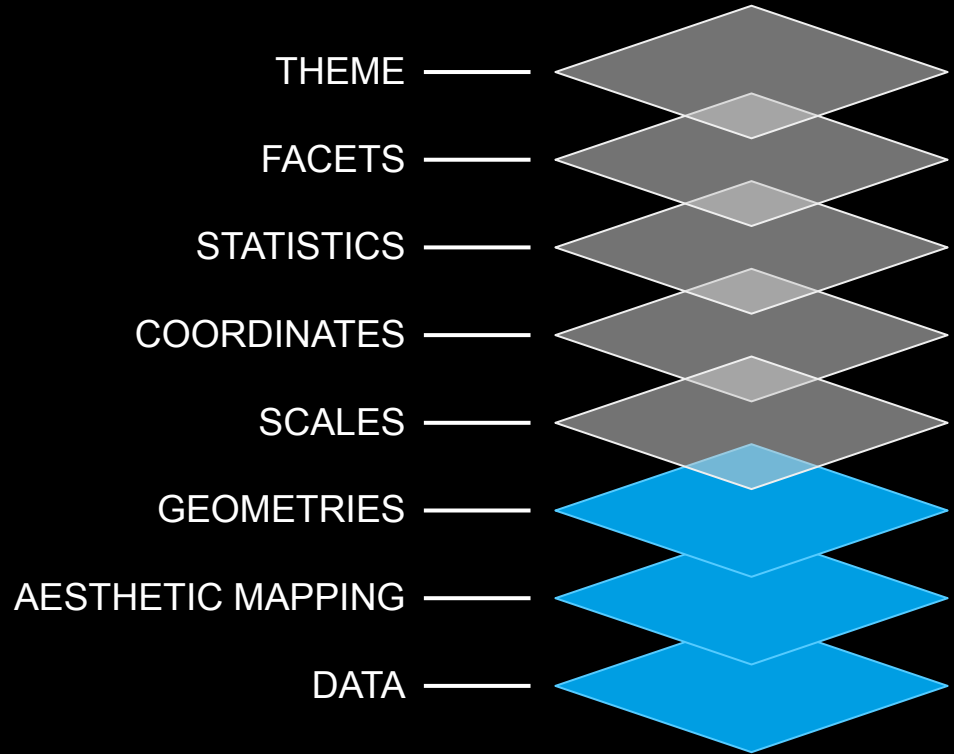 THEME
FACETS
STATISTICS
COORDINATES
SCALES
GEOMETRIES
AESTHETIC MAPPING
DATA